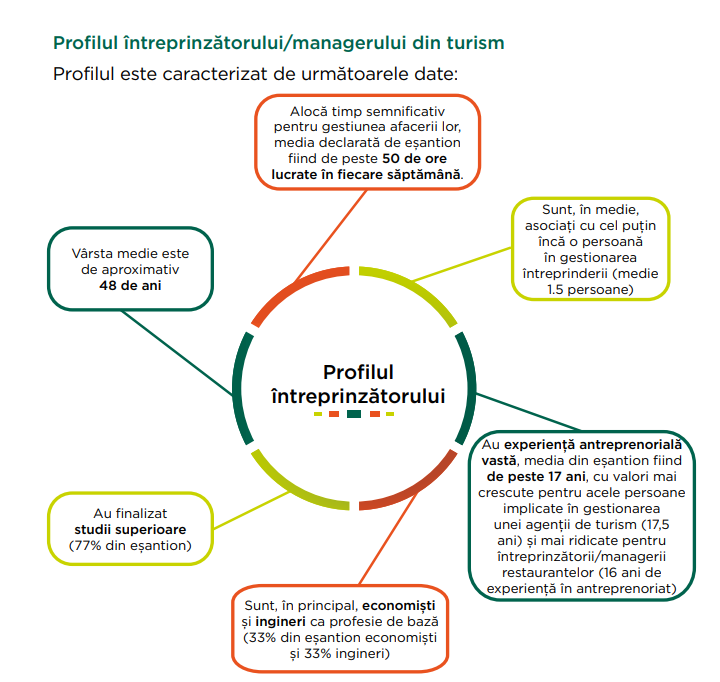 Profilul întreprinzătorului/managerului din turism
Profilul este caracterizat de următoarele date:
Alocă timp semnificativ
pentru gestiunea afacerii lor,
media declarată de eșantion
fiind de peste 50 de ore
lucrate în fiecare săptămână.
Sunt, în medie,
asociați cu cel puțin
încă o persoană
în gestionarea
întreprinderii (medie
1.5 persoane)
Vârsta medie este
de aproximativ
48 de ani
Profilul
întreprinzătorului
Au experiență antreprenorială
vastă, media din eșantion fiind
de peste 17 ani, cu valori mai
crescute pentru acele persoane
implicate în gestionarea
unei agenții de turism (17,5
ani) și mai ridicate pentru
întreprinzătorii/managerii
restaurantelor (16 ani de
experiență în antreprenoriat)
Au finalizat
studii superioare
(77% din eșantion)
Sunt, în principal, economiști
și ingineri ca profesie de bază
(33% din eșantion economiști
și 33% ingineri)